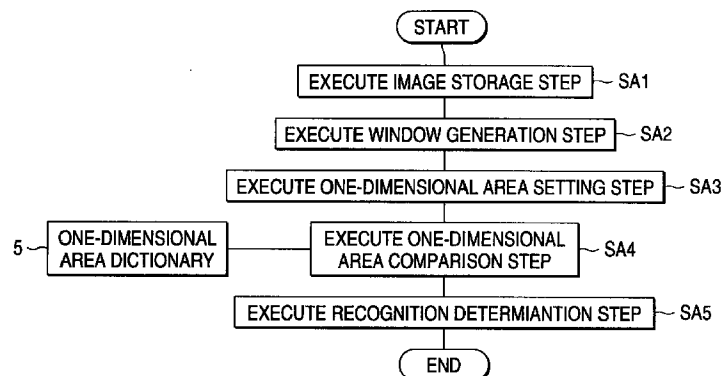 START
EXECUTE IMAGE STORAGE STEP SA1
EXECUTE WINDOW GENERATION STEP SA2
EXECUTE ONE-DIMENSIONAL AREA SETTING STEP SA3
5 ONE-DIMENSIONAL
AREA DICTIONARY
EXECUTE ONE-DIMENSIONAL
AREA COMPARISON STEP SA4
EXECUTE RECOGNITION DETERMIANTION STEP SA5
END